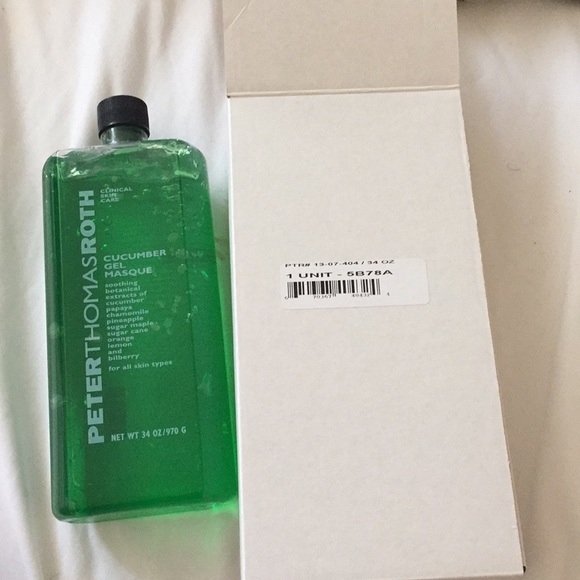 PETERTHOMASROTH
CLINICAL
SKIN
CARE
CUCUMBER
GEL
MASQUE
soothing
botanical
extracts of
cucumber
papaya
chamomile
pineapple
sugar maple
sugar cane
orange
lemon
and
bilberry
for all skin types
NET WT 34 OZ/970 G
PTR# 13-07-404 / 34 OZ
1 UNIT - 5B78A